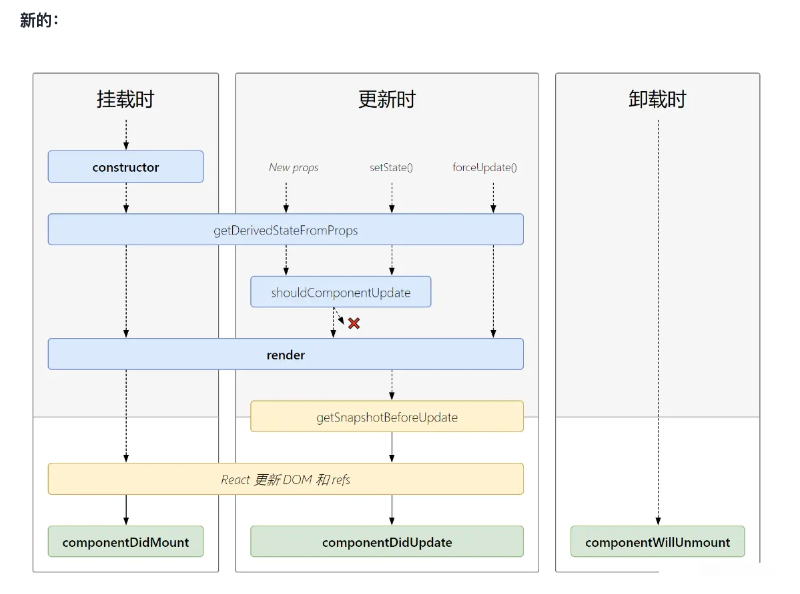 新的：
挂载时
更新时
卸载时
constructor
New props
setState()
forceUpdate()
getDerivedStateFromProps
shouldComponentUpdate
render
getSnapshotBeforeUpdate
React 更新 DOM 和 refs
componentDidMount
componentDidUpdate
componentWillUnmount